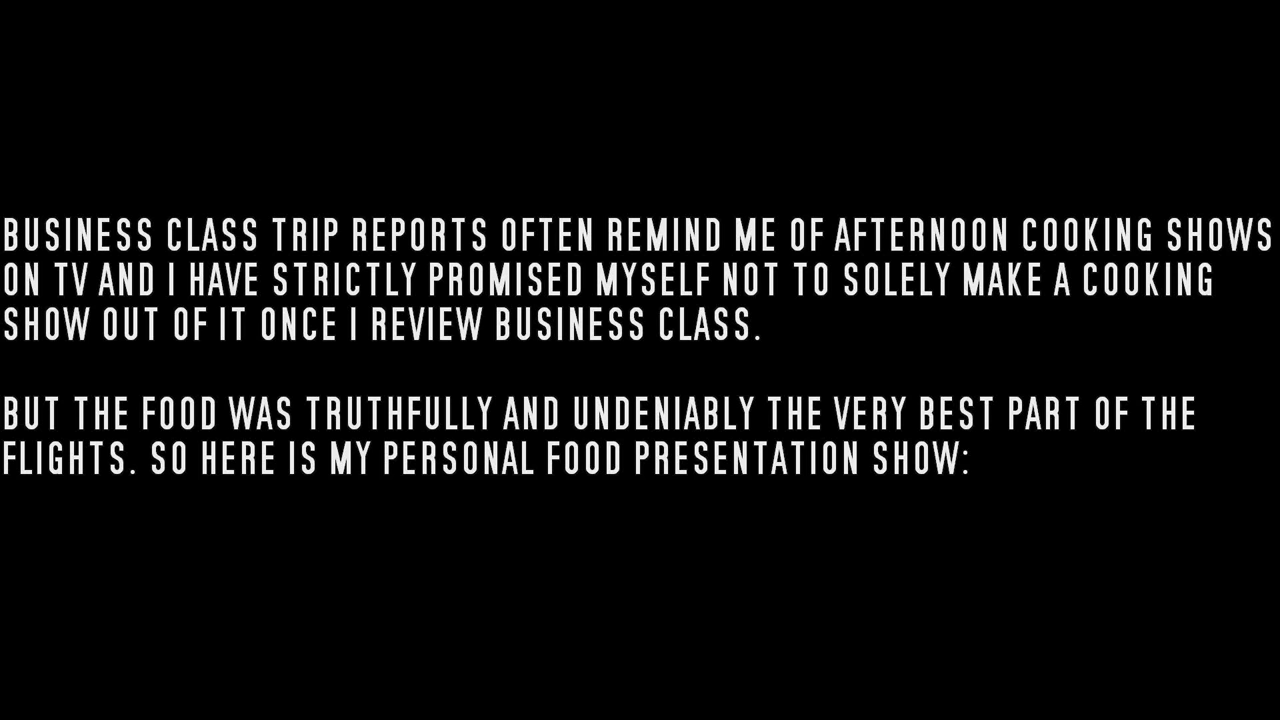 BUSINESS CLASS TRIP REPORTS OFTEN REMIND ME OF AFTERNOON COOKING SHOWS
ON TV AND I HAVE STRICTLY PROMISED MYSELF NOT TO SOLELY MAKE A COOKING
SHOW OUT OF IT ONCE I REVIEW BUSINESS CLASS.
BUT THE FOOD WAS TRUTHFULLY AND UNDENIABLY THE VERY BEST PART OF THE
FLIGHTS. SO HERE IS MY PERSONAL FOOD PRESENTATION SHOW: